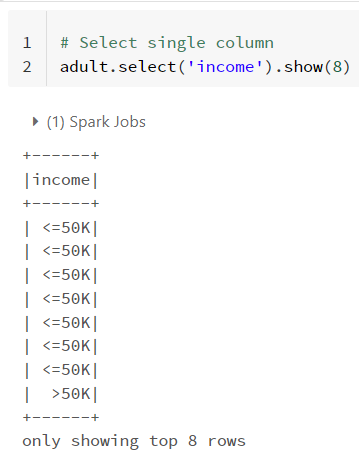 1 # Select single column
2 adult.select('income').show(8)
(1) Spark Jobs
+------+
|income|
+------+
| <=50K|
| <=50K|
| <=50K|
| <=50K|
| <=50K|
| <=50K|
| <=50K|
|  >50K|
+------+
only showing top 8 rows